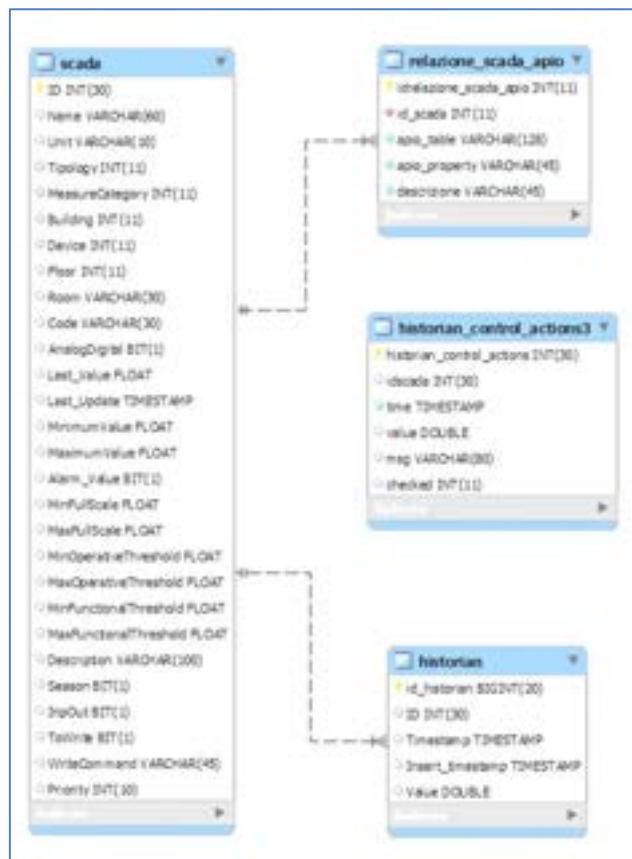 scada
ID INT(30)
Name VARCHAR(60)
Unit VARCHAR(10)
Tipology INT(11)
MeasureCategory INT(11)
Building INT(11)
Device INT(11)
Floor INT(11)
Room VARCHAR(30)
Code VARCHAR(30)
AnalogDigital BIT(1)
Last_Value FLOAT
Last_Update TIMESTAMP
MinimumValue FLOAT
MaximumValue FLOAT
Alarm_Value BIT(1)
MinFullScale FLOAT
MaxFullScale FLOAT
MinOperativeThreshold FLOAT
MaxOperativeThreshold FLOAT
MinFunctionalThreshold FLOAT
MaxFunctionalThreshold FLOAT
Description VARCHAR(100)
Season BIT(1)
InpOut BIT(1)
ToWrite BIT(1)
WriteCommand VARCHAR(45)
Priority INT(10)
relazione_scada_apio
idrelazione_scada_apio INT(11)
id_scada INT(11)
apio_table VARCHAR(128)
apio_property VARCHAR(45)
descrizione VARCHAR(45)
historian_control_actions3
historian_control_actions INT(30)
idscada INT(30)
time TIMESTAMP
value DOUBLE
msg VARCHAR(80)
checked INT(11)
historian
id_historian BIGINT(20)
ID INT(30)
Timestamp TIMESTAMP
Insert_timestamp TIMESTAMP
Value DOUBLE